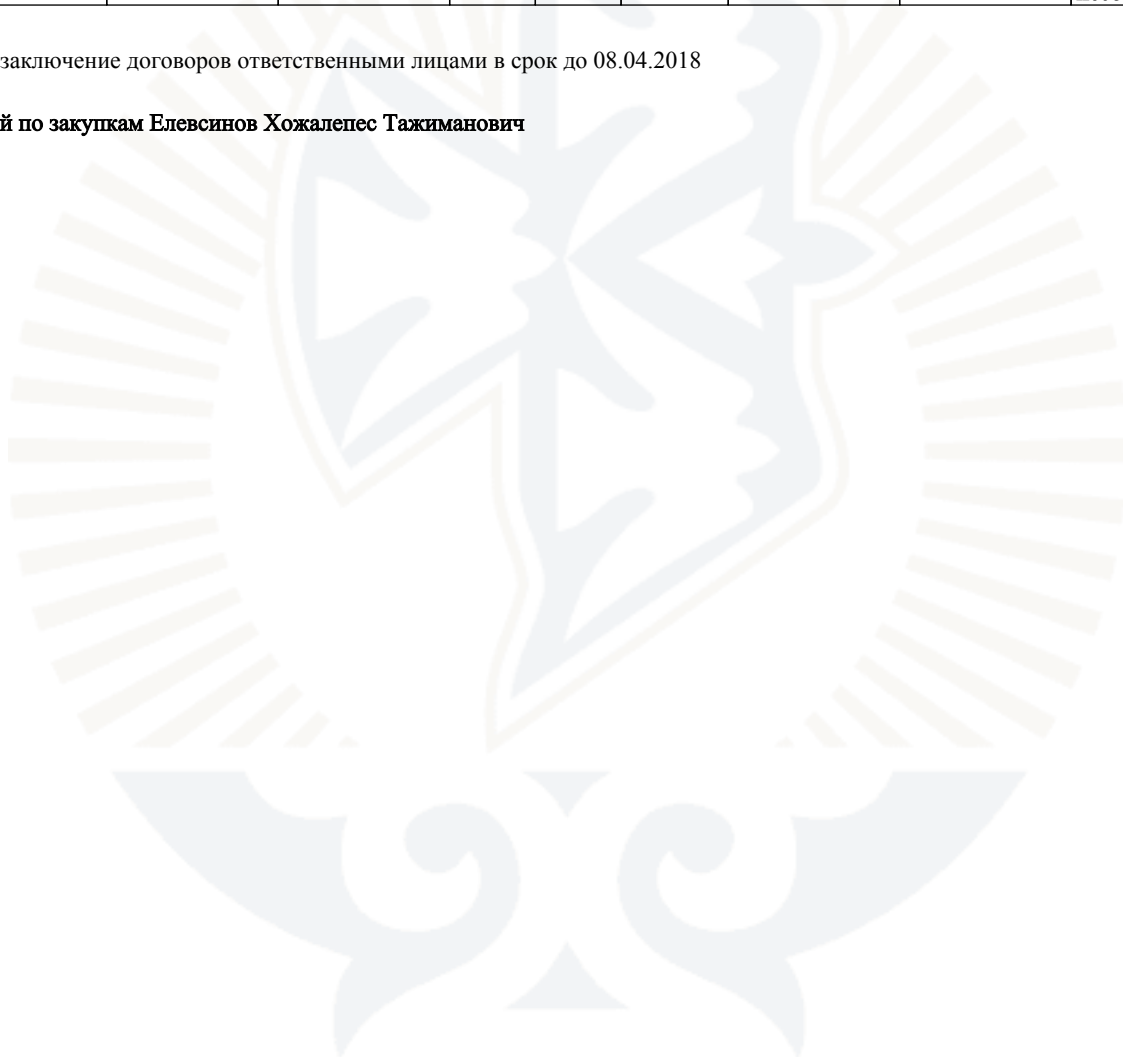 заключение договоров ответственными лицами в срок до 08.04.2018
й по закупкам Елевсинов Хожалепес Тажиманович